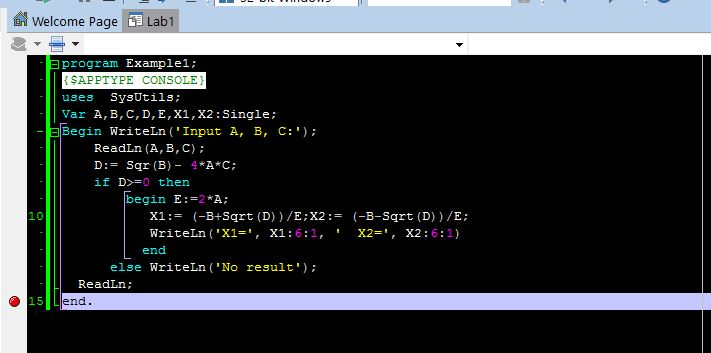 32-bit Windows
Welcome Page Lab1
program Example1;
{$APPTYPE CONSOLE}
uses  SysUtils;
Var A,B,C,D,E,X1,X2:Single;
Begin WriteLn('Input A, B, C:');
ReadLn(A,B,C);
D:= Sqr(B)- 4*A*C;
if D>=0 then
begin E:=2*A;
10 X1:= (-B+Sqrt(D))/E;X2:= (-B-Sqrt(D))/E;
WriteLn('X1=', X1:6:1, '  X2=', X2:6:1)
end
else WriteLn('No result');
ReadLn;
15 end.